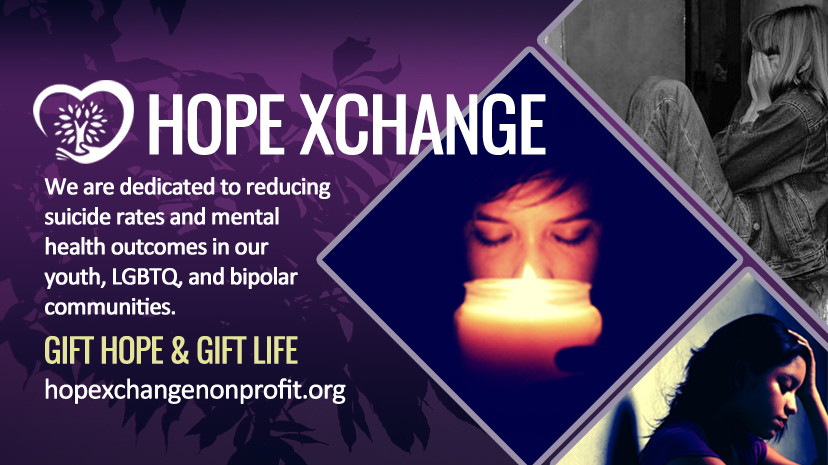 HOPE XCHANGE
We are dedicated to reducing
suicide rates and mental
health outcomes in our
youth, LGBTQ, and bipolar
communities.
GIFT HOPE & GIFT LIFE
hopexchangenonprofit.org